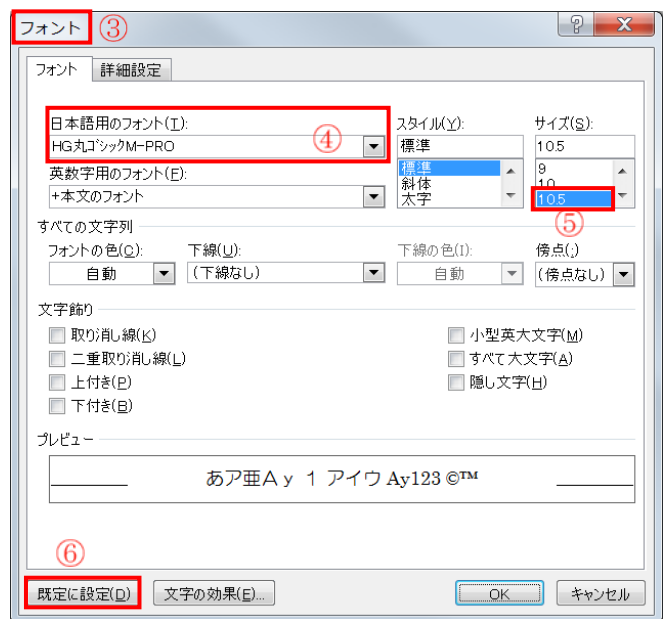 フォント ③
フォント 詳細設定
日本語用のフォント(T): スタイル(Y): サイズ(S):
HG丸ゴシックM-PRO ④ 標準 10.5
英数字用のフォント(F): 標準 9
+本文のフォント 斜体 10
太字 10.5
すべての文字列 ⑤
フォントの色(C): 下線(U): 下線の色(I): 傍点(;)
自動 (下線なし) 自動 (傍点なし)
文字飾り
取り消し線(K) 小型英大文字(M)
二重取り消し線(L) すべて大文字(A)
上付き(P) 隠し文字(H)
下付き(B)
プレビュー
あア亜Ay 1 アイウ Ay123 ©™
⑥
既定に設定(D) 文字の効果(E)... OK キャンセル